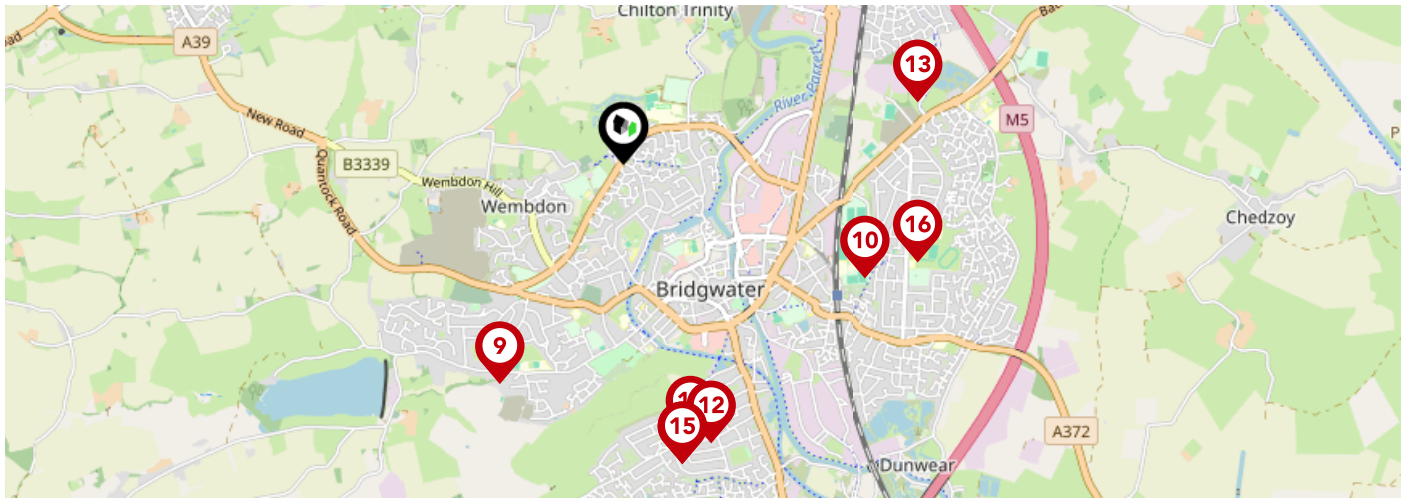 Chilton Trinity
A39
13
River Parrett
New Road
M5
B3339
Quantock Road
Wembdon Hill
Wembdon
Chedzoy
10
16
Bridgwater
9
12
15
A372
Dunwear